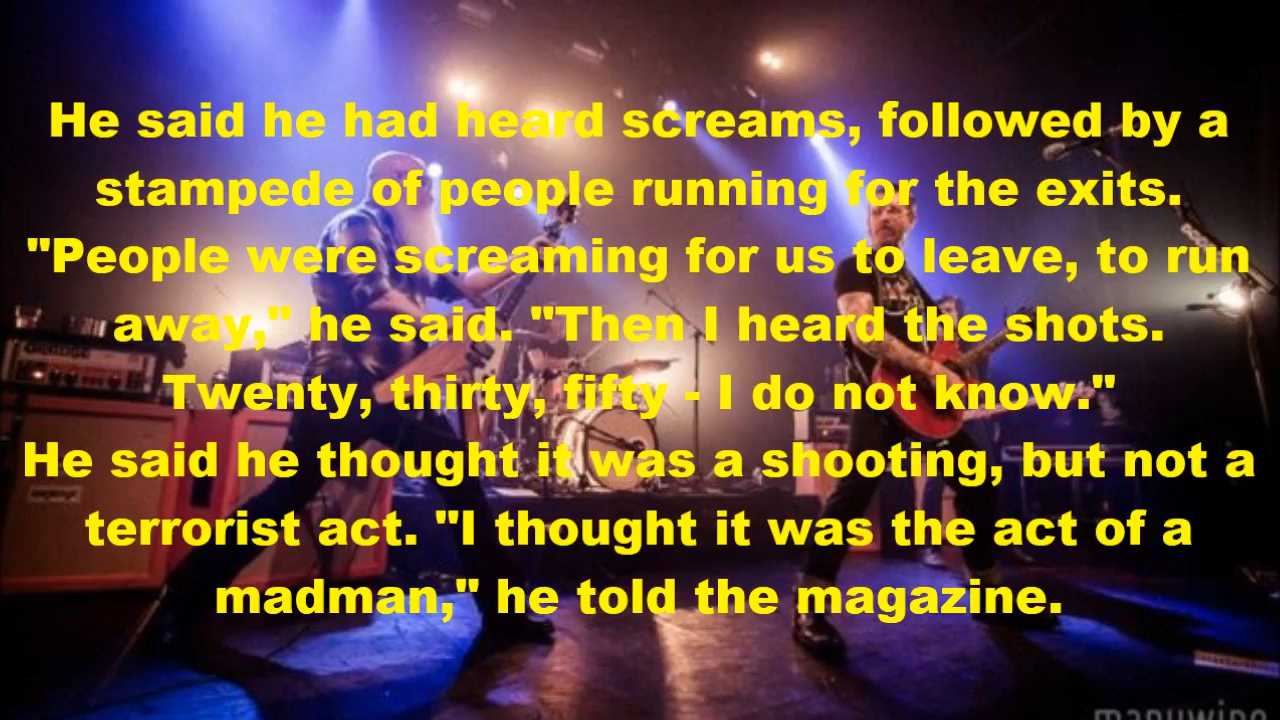 He said he had heard screams, followed by a
stampede of people running for the exits.
"People were screaming for us to leave, to run
away," he said. "Then I heard the shots.
Twenty, thirty, fifty - I do not know."
He said he thought it was a shooting, but not a
terrorist act. "I thought it was the act of a
madman," he told the magazine.
ORANGE
manuwino